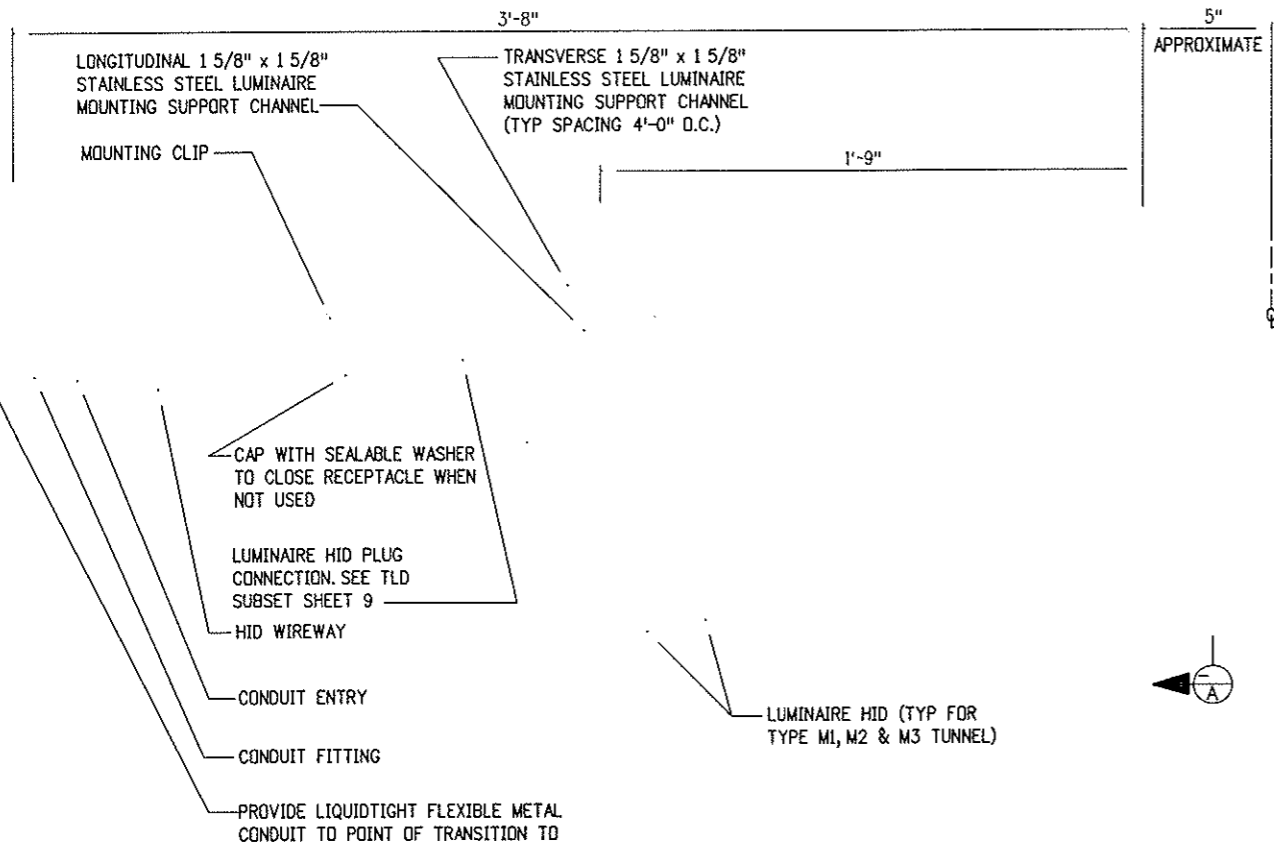 3'-8"
5"
APPROXIMATE
LONGITUDINAL 1 5/8" x 1 5/8"
STAINLESS STEEL LUMINAIRE
MOUNTING SUPPORT CHANNEL
TRANSVERSE 1 5/8" x 1 5/8"
STAINLESS STEEL LUMINAIRE
MOUNTING SUPPORT CHANNEL
(TYP SPACING 4'-0" O.C.)
MOUNTING CLIP
1'-9"
℄
CAP WITH SEALABLE WASHER
TO CLOSE RECEPTACLE WHEN
NOT USED
LUMINAIRE HID PLUG
CONNECTION. SEE TLD
SUBSET SHEET 9
HID WIREWAY
CONDUIT ENTRY
CONDUIT FITTING
PROVIDE LIQUIDTIGHT FLEXIBLE METAL
CONDUIT TO POINT OF TRANSITION TO
LUMINAIRE HID (TYP FOR
TYPE M1, M2 & M3 TUNNEL)
-
A